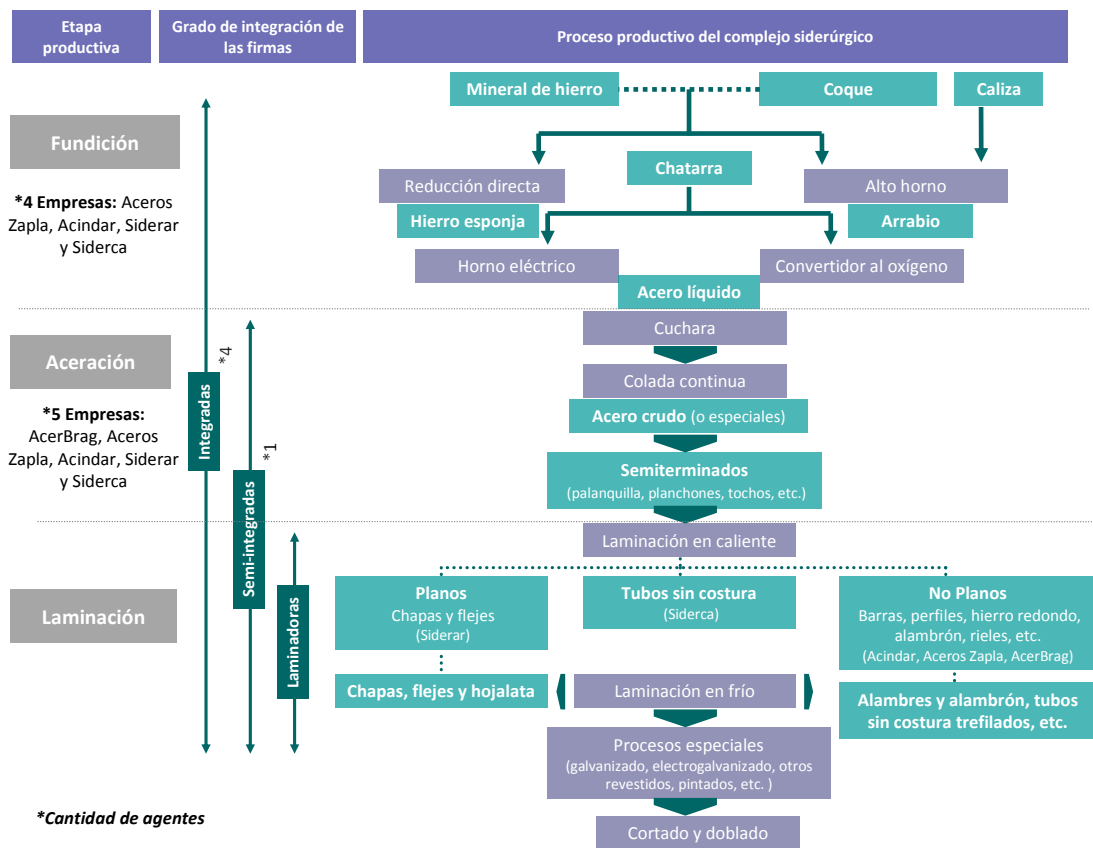 Etapa
productiva
Grado de integración de
las firmas
Proceso productivo del complejo siderúrgico
Mineral de hierro
Coque
Caliza
Fundición
Chatarra
Reducción directa
Alto horno
*4 Empresas: Aceros
Zapla, Acindar, Siderar
y Siderca
Hierro esponja
Arrabio
Horno eléctrico
Convertidor al oxígeno
Acero líquido
Cuchara
Aceración
*4
Colada continua
Integradas
*5 Empresas:
AcerBrag, Aceros
Zapla, Acindar, Siderar
y Siderca
Acero crudo (o especiales)
*1
Semi-integradas
Semiterminados
(palanquilla, planchones, tochos, etc.)
Laminación en caliente
Laminación
Laminadoras
Planos
Chapas y flejes
(Siderar)
Tubos sin costura
(Siderca)
No Planos
Barras, perfiles, hierro redondo,
alambrón, rieles, etc.
(Acindar, Aceros Zapla, AcerBrag)
Chapas, flejes y hojalata
Laminación en frío
Alambres y alambrón, tubos
sin costura trefilados, etc.
Procesos especiales
(galvanizado, electrogalvanizado, otros
revestidos, pintados, etc. )
*Cantidad de agentes
Cortado y doblado